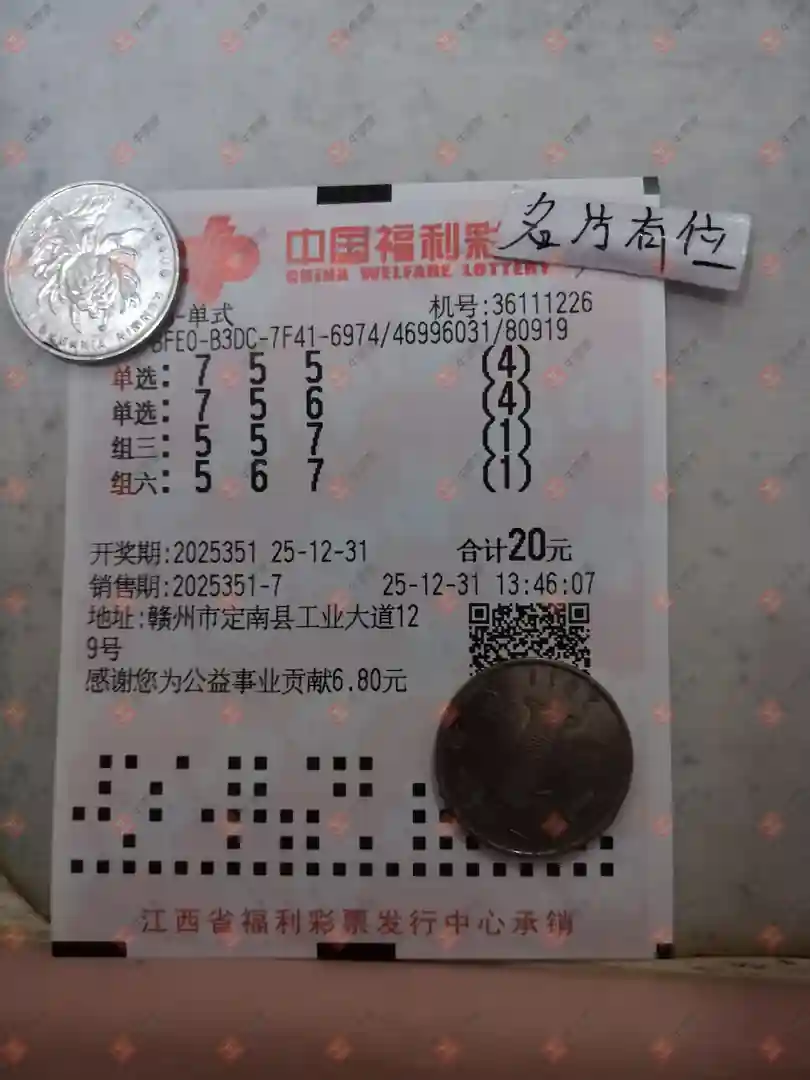 中国福利彩
名片有位
CHINA WELFARE LOTTERY
-单式 机号:36111226
BFE0-B3DC-7F41-6974/46996031/80919
单选: 7 5 5 (4)
单选: 7 5 6 (4)
组三: 5 5 7 (1)
组六: 5 6 7 (1)
开奖期:2025351 25-12-31 合计20元
销售期:2025351-7 25-12-31 13:46:07
地址:赣州市定南县工业大道12
9号
感谢您为公益事业贡献6.80元
江西省福利彩票发行中心承销